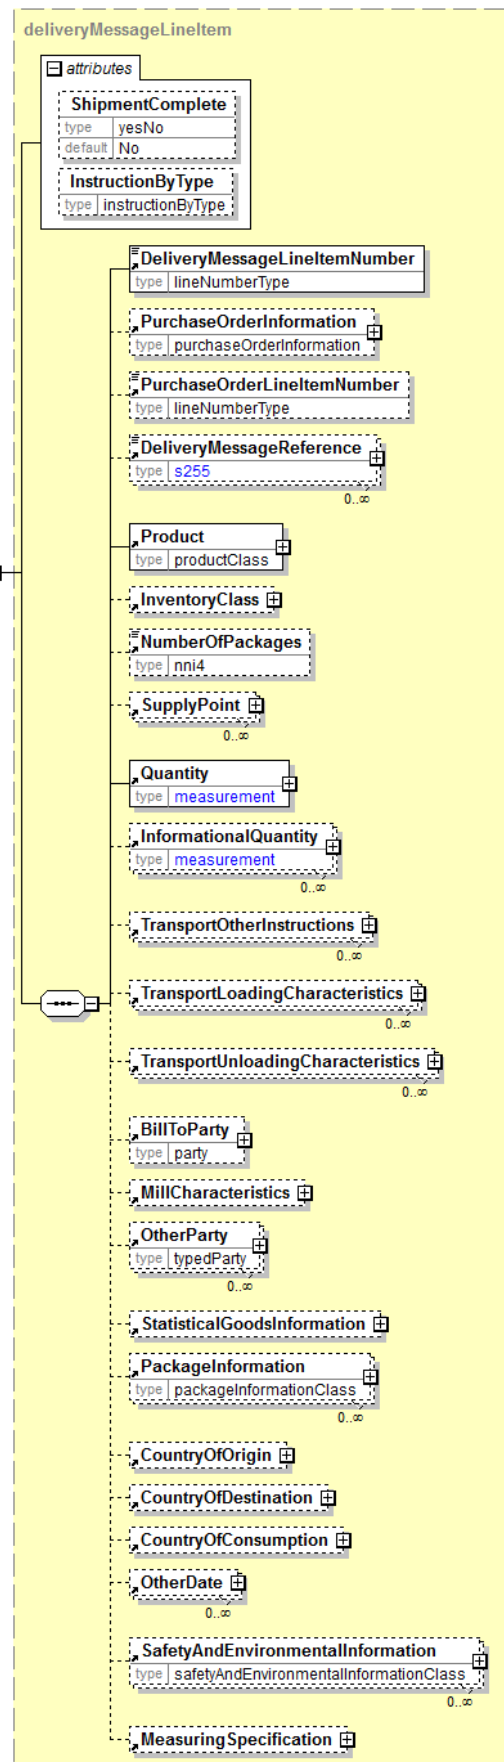 deliveryMessageLineItem
attributes
ShipmentComplete
type yesNo
default No
InstructionByType
type instructionByType
DeliveryMessageLineItemNumber
type lineNumberType
PurchaseOrderInformation
type purchaseOrderInformation
PurchaseOrderLineItemNumber
type lineNumberType
DeliveryMessageReference
type s255
0..∞
Product
type productClass
InventoryClass
NumberOfPackages
type nni4
SupplyPoint
0..∞
Quantity
type measurement
InformationalQuantity
type measurement
0..∞
TransportOtherInstructions
0..∞
TransportLoadingCharacteristics
0..∞
TransportUnloadingCharacteristics
0..∞
BillToParty
type party
MillCharacteristics
OtherParty
type typedParty
0..∞
StatisticalGoodsInformation
PackageInformation
type packageInformationClass
0..∞
CountryOfOrigin
CountryOfDestination
CountryOfConsumption
OtherDate
0..∞
SafetyAndEnvironmentalInformation
type safetyAndEnvironmentalInformationClass
0..∞
MeasuringSpecification